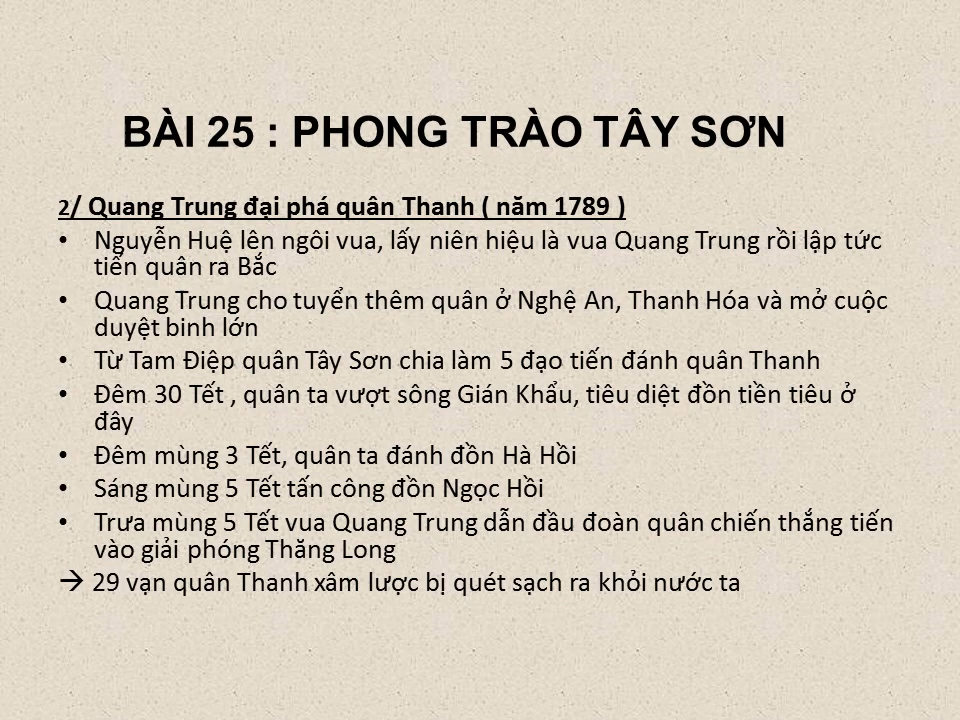 BÀI 25 : PHONG TRÀO TÂY SƠN
2/ Quang Trung đại phá quân Thanh ( năm 1789 )
• Nguyễn Huệ lên ngôi vua, lấy niên hiệu là vua Quang Trung rồi lập tức
tiến quân ra Bắc
• Quang Trung cho tuyển thêm quân ở Nghệ An, Thanh Hóa và mở cuộc
duyệt binh lớn
• Từ Tam Điệp quân Tây Sơn chia làm 5 đạo tiến đánh quân Thanh
• Đêm 30 Tết , quân ta vượt sông Gián Khẩu, tiêu diệt đồn tiền tiêu ở
đây
• Đêm mùng 3 Tết, quân ta đánh đồn Hà Hồi
• Sáng mùng 5 Tết tấn công đồn Ngọc Hồi
• Trưa mùng 5 Tết vua Quang Trung dẫn đầu đoàn quân chiến thắng tiến
vào giải phóng Thăng Long
→ 29 vạn quân Thanh xâm lược bị quét sạch ra khỏi nước ta